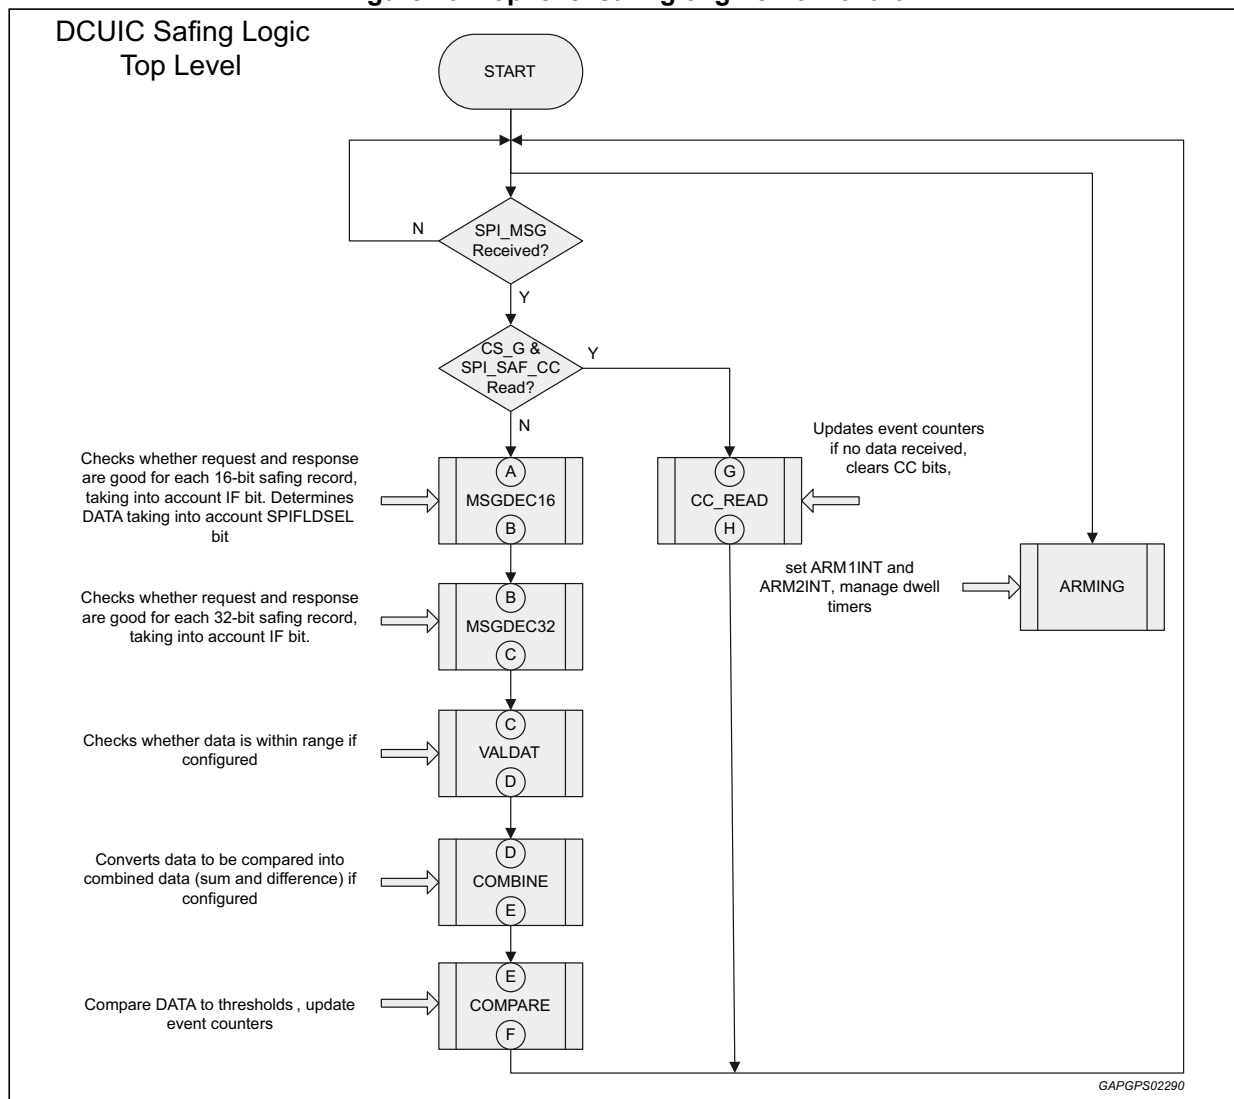 DCUIC Safing Logic
Top Level
START
N
SPI_MSG
Received?
Y
CS_G &
SPI_SAF_CC
Read?
Y
N
Checks whether request and response
are good for each 16-bit safing record,
taking into account IF bit. Determines
DATA taking into account SPIFLDSEL
bit
A
MSGDEC16
B
Updates event counters
if no data received,
clears CC bits,
G
CC_READ
H
Checks whether request and response
are good for each 32-bit safing record,
taking into account IF bit.
B
MSGDEC32
C
set ARM1INT and
ARM2INT, manage dwell
timers
ARMING
Checks whether data is within range if
configured
C
VALDAT
D
Converts data to be compared into
combined data (sum and difference) if
configured
D
COMBINE
E
Compare DATA to thresholds , update
event counters
E
COMPARE
F
GAPGPS02290